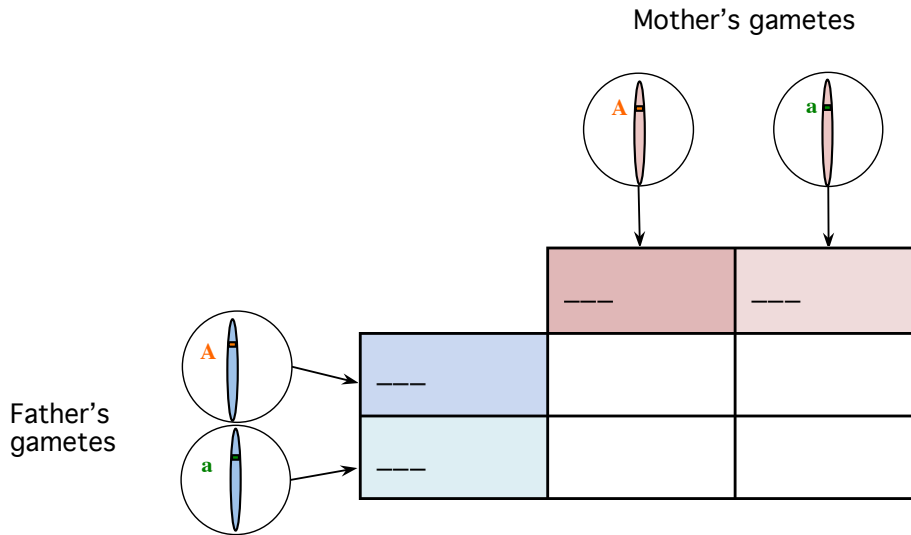 Mother's gametes
A a
___ ___
A
___
Father's
gametes
a
___